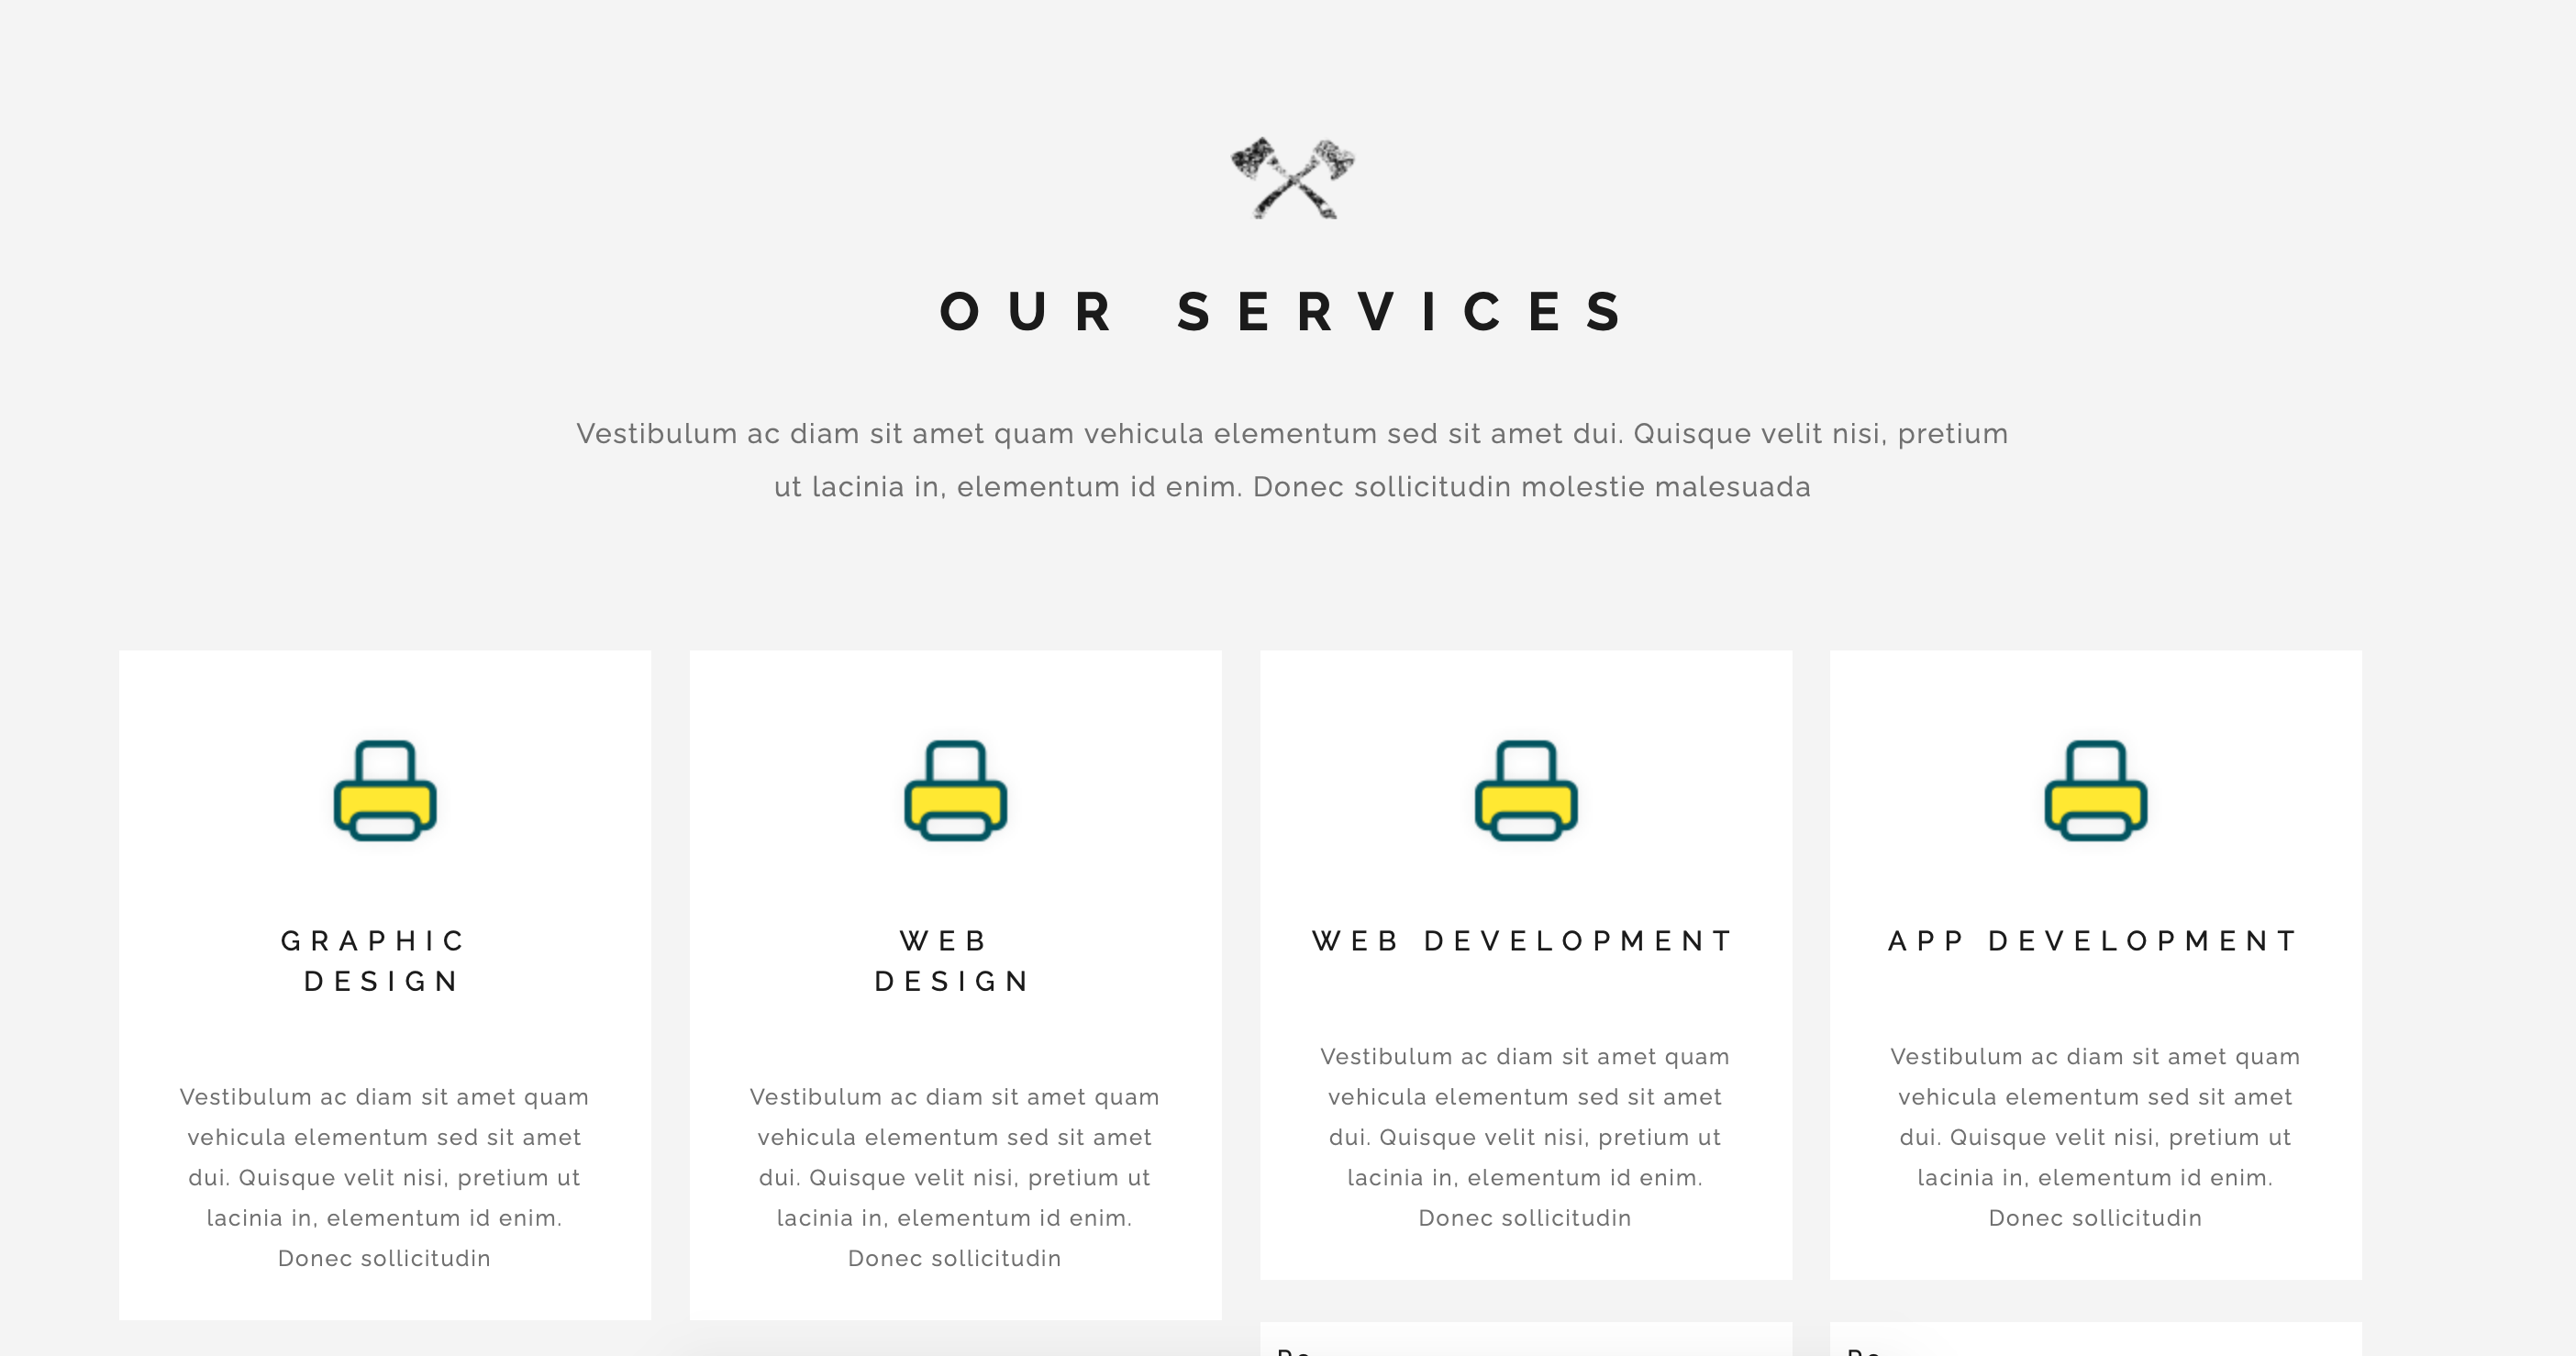 OUR SERVICES
Vestibulum ac diam sit amet quam vehicula elementum sed sit amet dui. Quisque velit nisi, pretium
ut lacinia in, elementum id enim. Donec sollicitudin molestie malesuada
GRAPHIC
DESIGN
Vestibulum ac diam sit amet quam
vehicula elementum sed sit amet
dui. Quisque velit nisi, pretium ut
lacinia in, elementum id enim.
Donec sollicitudin
WEB
DESIGN
Vestibulum ac diam sit amet quam
vehicula elementum sed sit amet
dui. Quisque velit nisi, pretium ut
lacinia in, elementum id enim.
Donec sollicitudin
WEB DEVELOPMENT
Vestibulum ac diam sit amet quam
vehicula elementum sed sit amet
dui. Quisque velit nisi, pretium ut
lacinia in, elementum id enim.
Donec sollicitudin
APP DEVELOPMENT
Vestibulum ac diam sit amet quam
vehicula elementum sed sit amet
dui. Quisque velit nisi, pretium ut
lacinia in, elementum id enim.
Donec sollicitudin